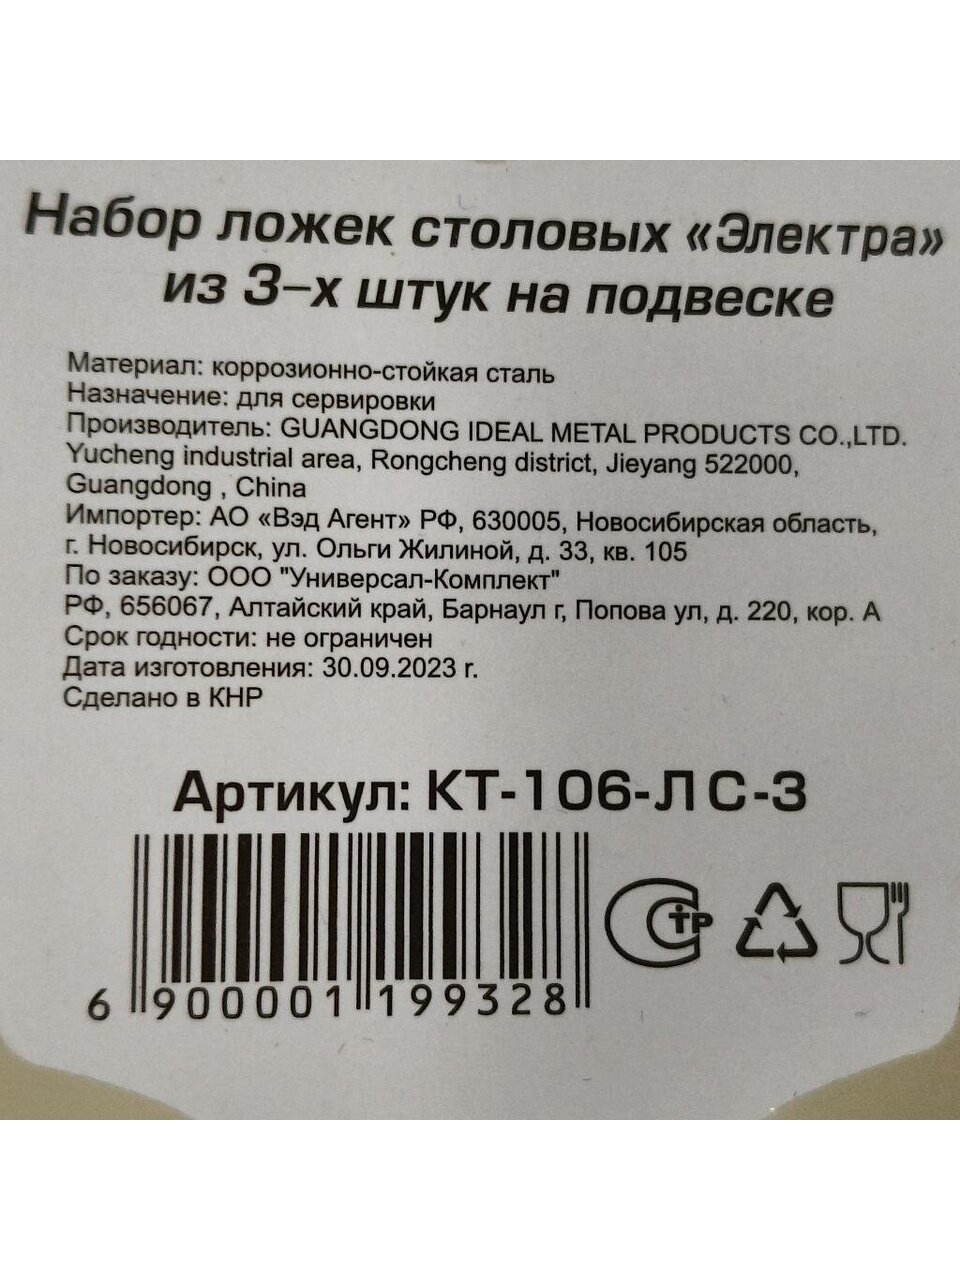 Набор ложек столовых «Электра»
из 3-х штук на подвеске
Материал: коррозионно-стойкая сталь
Назначение: для сервировки
Производитель: GUANGDONG IDEAL METAL PRODUCTS CO.,LTD.
Yucheng industrial area, Rongcheng district, Jieyang 522000,
Guangdong , China
Импортер: АО «Вэд Агент» РФ, 630005, Новосибирская область,
г. Новосибирск, ул. Ольги Жилиной, д. 33, кв. 105
По заказу: ООО "Универсал-Комплект"
РФ, 656067, Алтайский край, Барнаул г, Попова ул, д. 220, кор. А
Срок годности: не ограничен
Дата изготовления: 30.09.2023 г.
Сделано в КНР
Артикул: КТ-106-ЛС-3
СТР
6 900001 199328